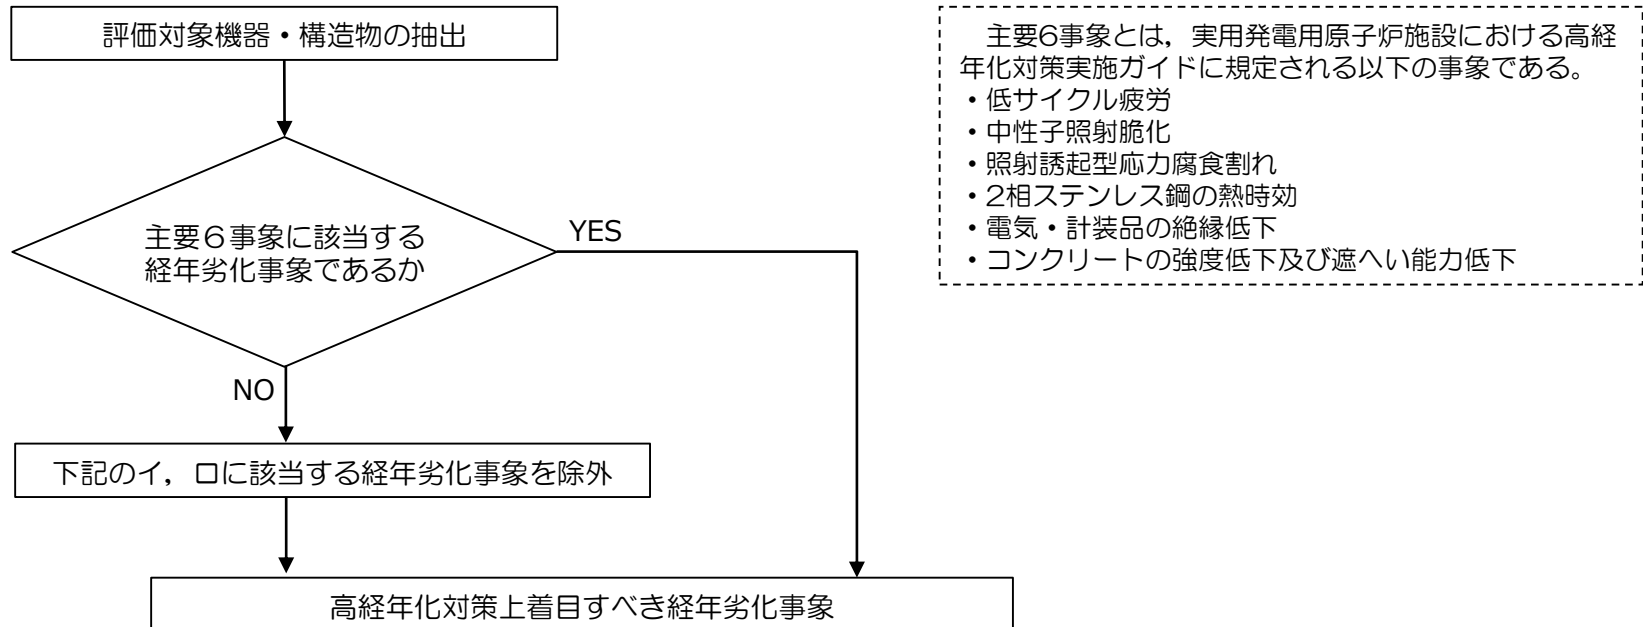 評価対象機器・構造物の抽出
主要6事象とは，実用発電用原子炉施設における高経
年化対策実施ガイドに規定される以下の事象である。
・低サイクル疲労
・中性子照射脆化
・照射誘起型応力腐食割れ
・2相ステンレス鋼の熱時効
・電気・計装品の絶縁低下
・コンクリートの強度低下及び遮へい能力低下
主要６事象に該当する
経年劣化事象であるか
YES
NO
下記のイ，ロに該当する経年劣化事象を除外
高経年化対策上着目すべき経年劣化事象